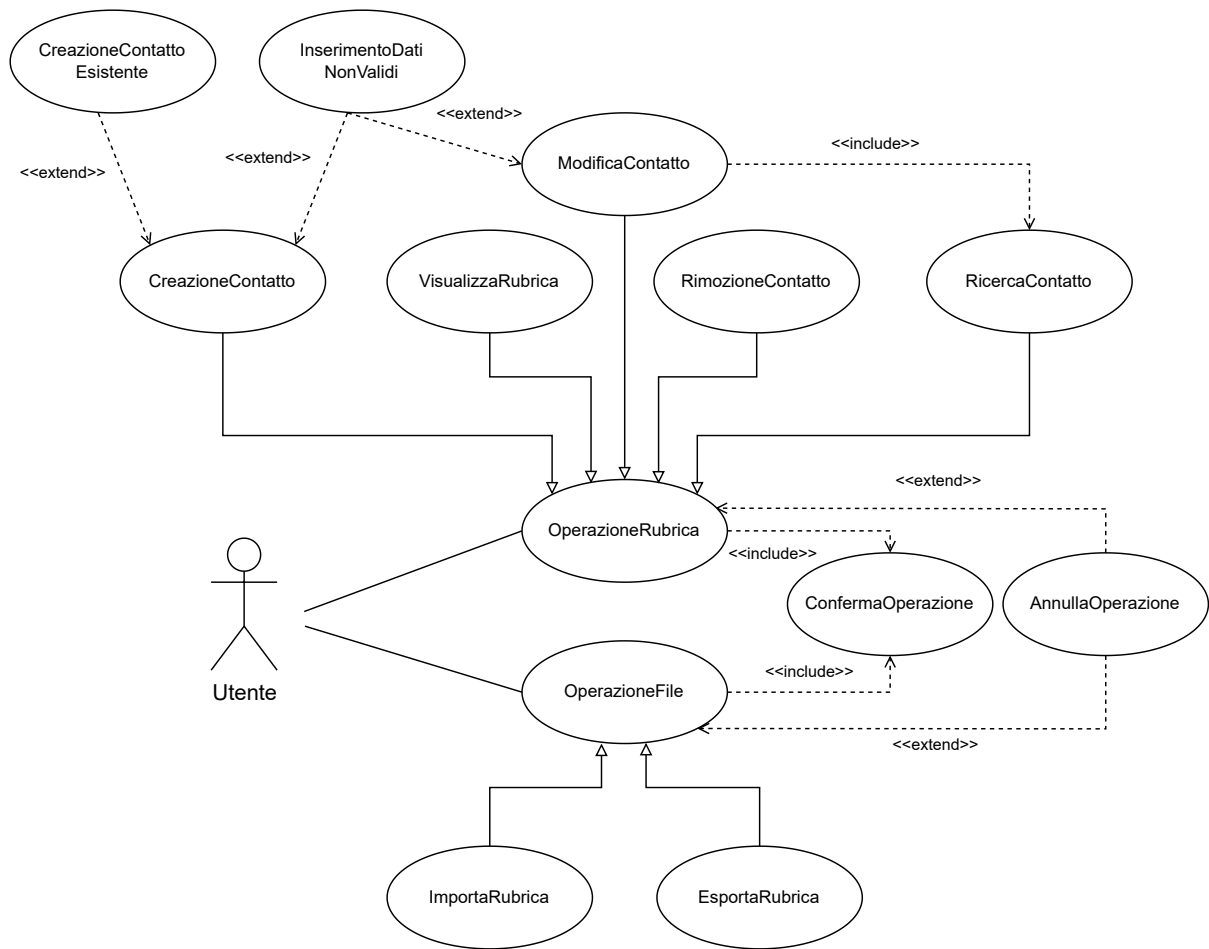 CreazioneContatto
Esistente
InserimentoDati
NonValidi
<<extend>>
<<extend>>
<<extend>>
ModificaContatto
<<include>>
CreazioneContatto
VisualizzaRubrica
RimozioneContatto
RicercaContatto
<<extend>>
OperazioneRubrica
<<include>>
ConfermaOperazione
AnnullaOperazione
Utente
OperazioneFile
<<include>>
<<extend>>
ImportaRubrica
EsportaRubrica